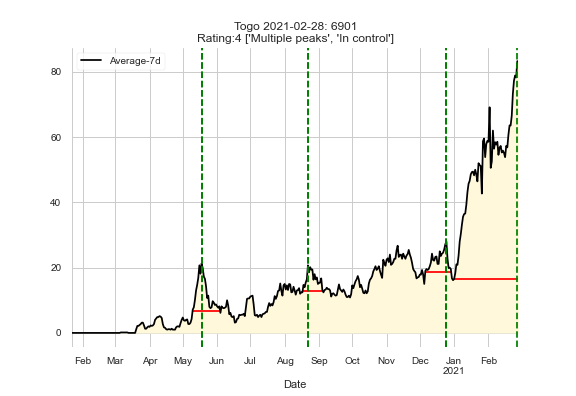 Togo 2021-02-28: 6901
Rating:4 ['Multiple peaks', 'In control']
Average-7d
80
60
40
20
0
Feb Mar Apr May Jun Jul Aug Sep Oct Nov Dec Jan Feb
2021
Date